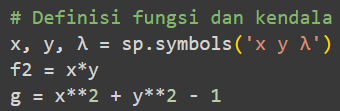 # Definisi fungsi dan kendala
x, y, λ = sp.symbols('x y λ')
f2 = x*y
g = x**2 + y**2 - 1